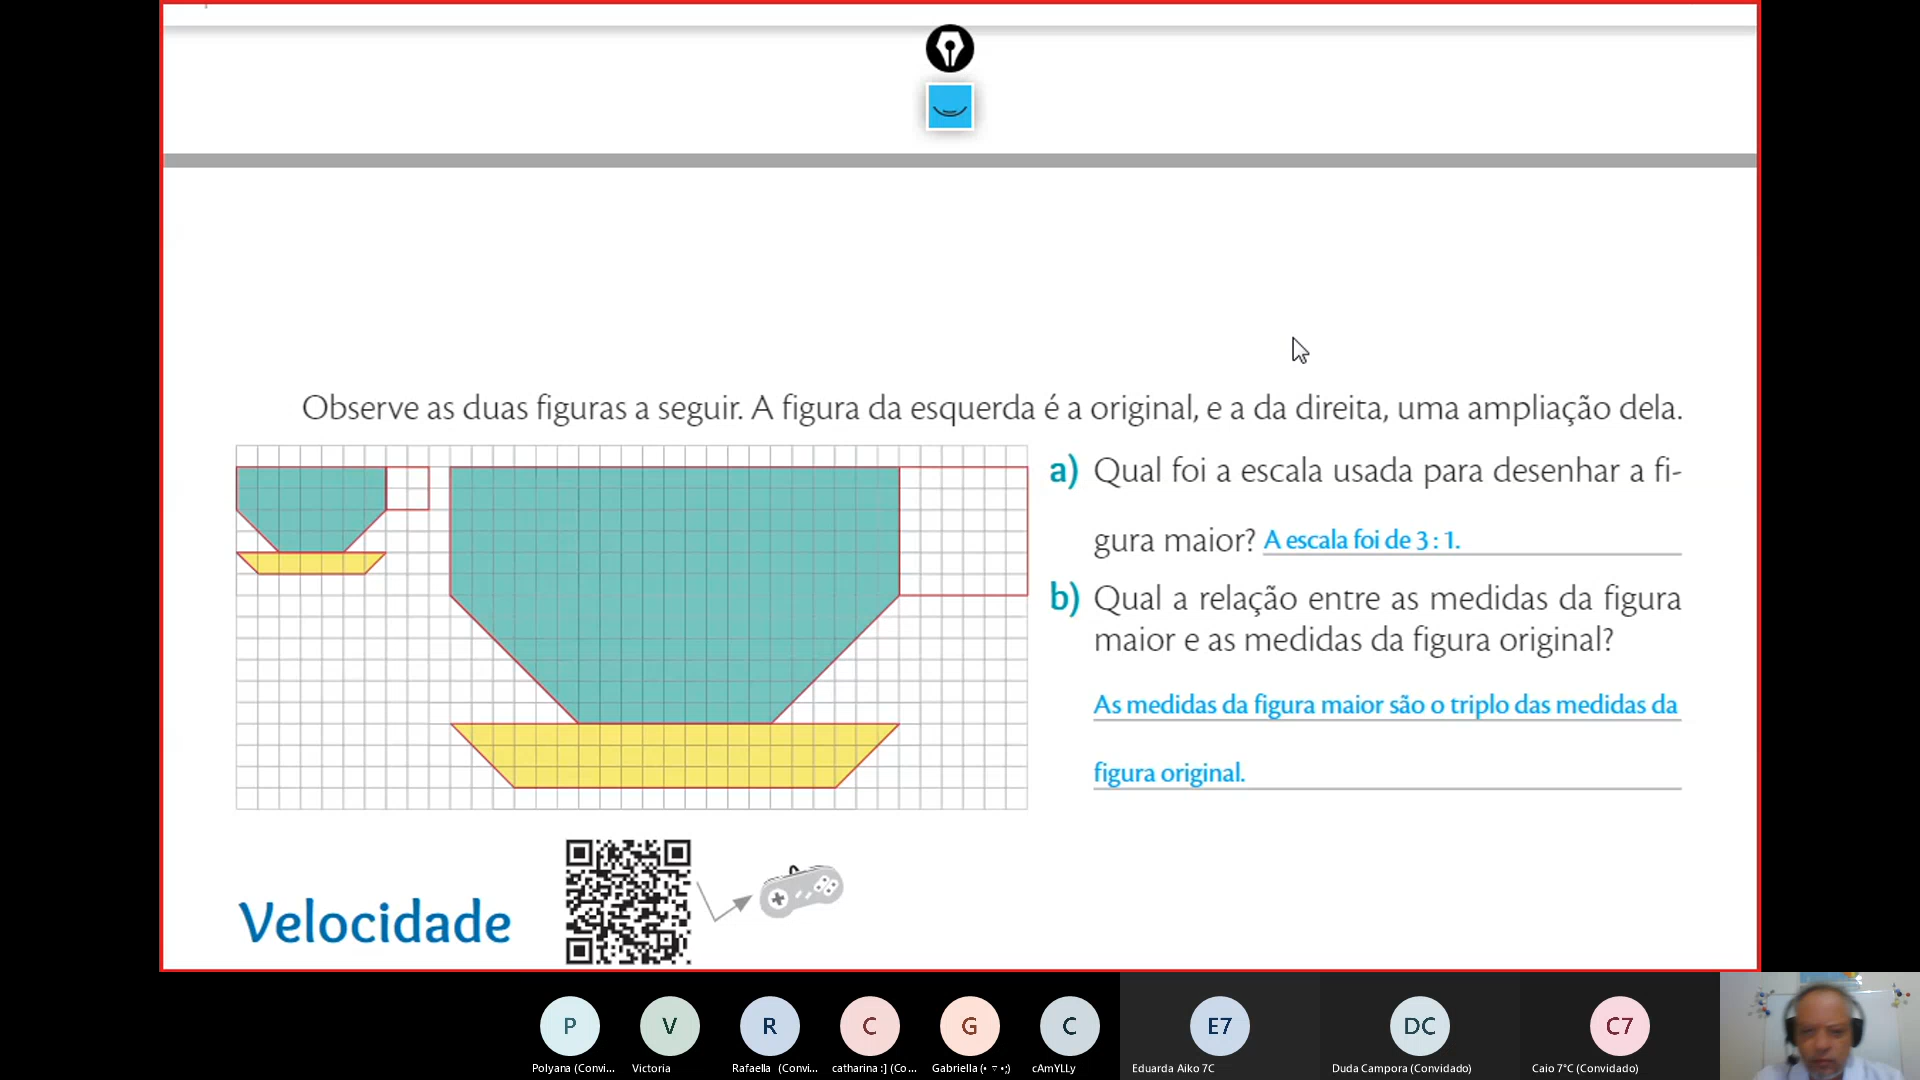 Observe as duas figuras a seguir. A figura da esquerda é a original, e a da direita, uma ampliação dela.
a) Qual foi a escala usada para desenhar a fi-
gura maior? A escala foi de 3 : 1.
b) Qual a relação entre as medidas da figura
maior e as medidas da figura original?
As medidas da figura maior são o triplo das medidas da
figura original.
Velocidade
P V R C G C E7 DC C7
Polyana (Convi... Victoria Rafaella (Convi... catharina :] (Co... Gabriella (• ▿ •;) cAmYLLy Eduarda Aiko 7C Duda Campora (Convidado) Caio 7°C (Convidado)